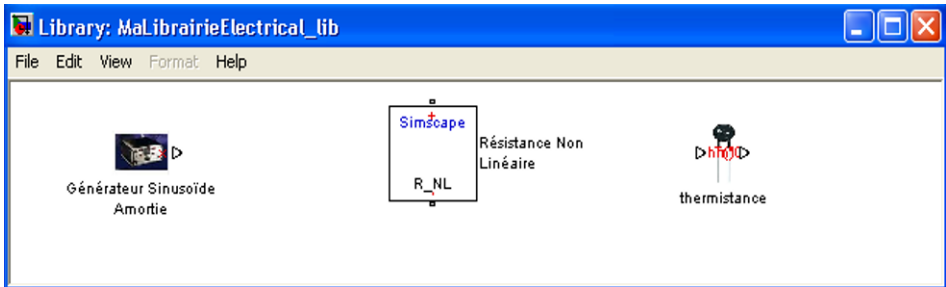 Library: MaLibrairieElectrical_lib
File Edit View Format Help
Générateur Sinusoïde
Amortie
Simscape
R_NL
Résistance Non
Linéaire
thermistance